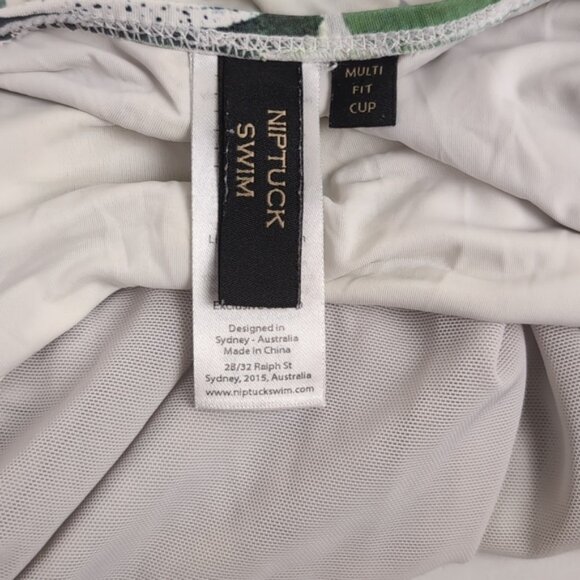 NIPTUCK
SWIM
MULTI
FIT
CUP
Designed in
Sydney - Australia
Made In China
2B/32 Ralph St
Sydney, 2015, Australia
www.niptuckswim.com